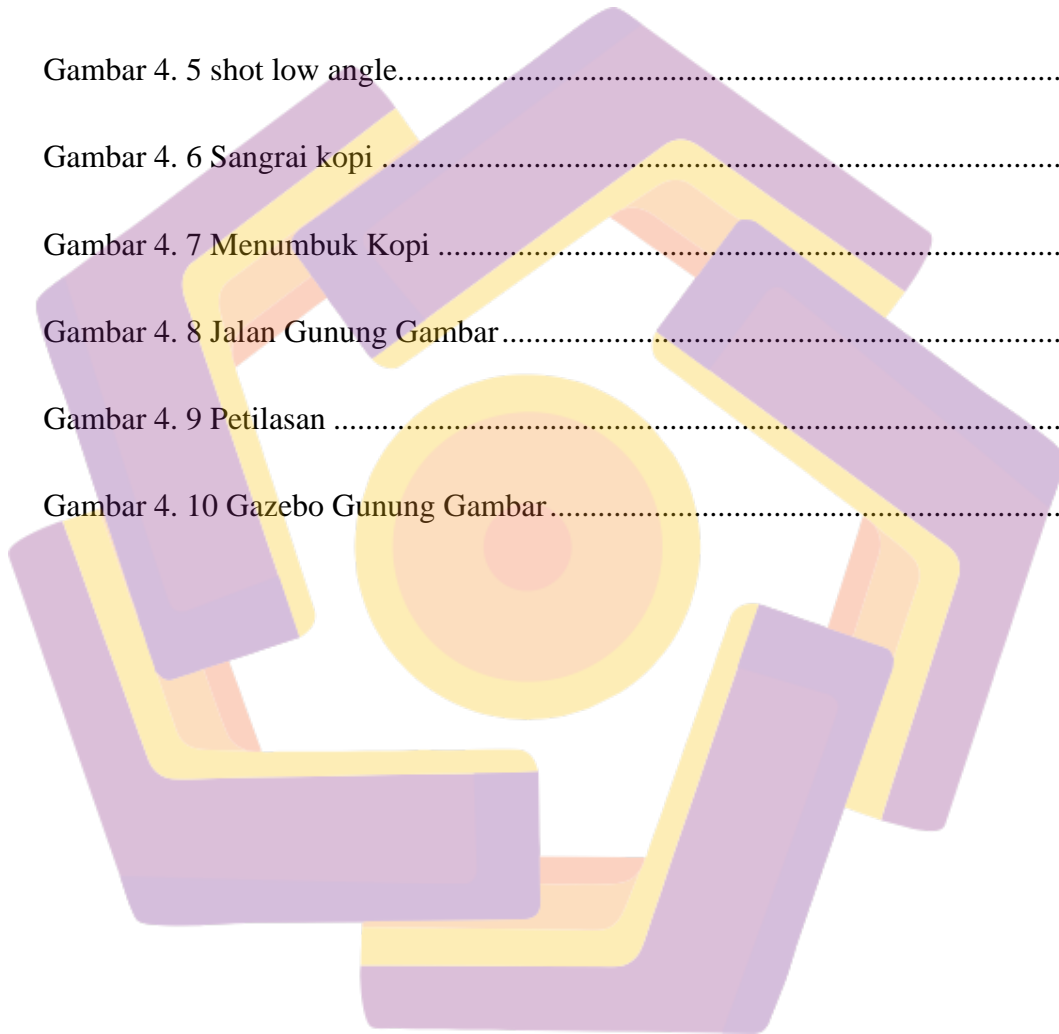 Gambar 4. 5 shot low angle..................................................................................
Gambar 4. 6 Sangrai kopi ....................................................................................
Gambar 4. 7 Menumbuk Kopi .............................................................................
Gambar 4. 8 Jalan Gunung Gambar.....................................................................
Gambar 4. 9 Petilasan ..........................................................................................
Gambar 4. 10 Gazebo Gunung Gambar...............................................................